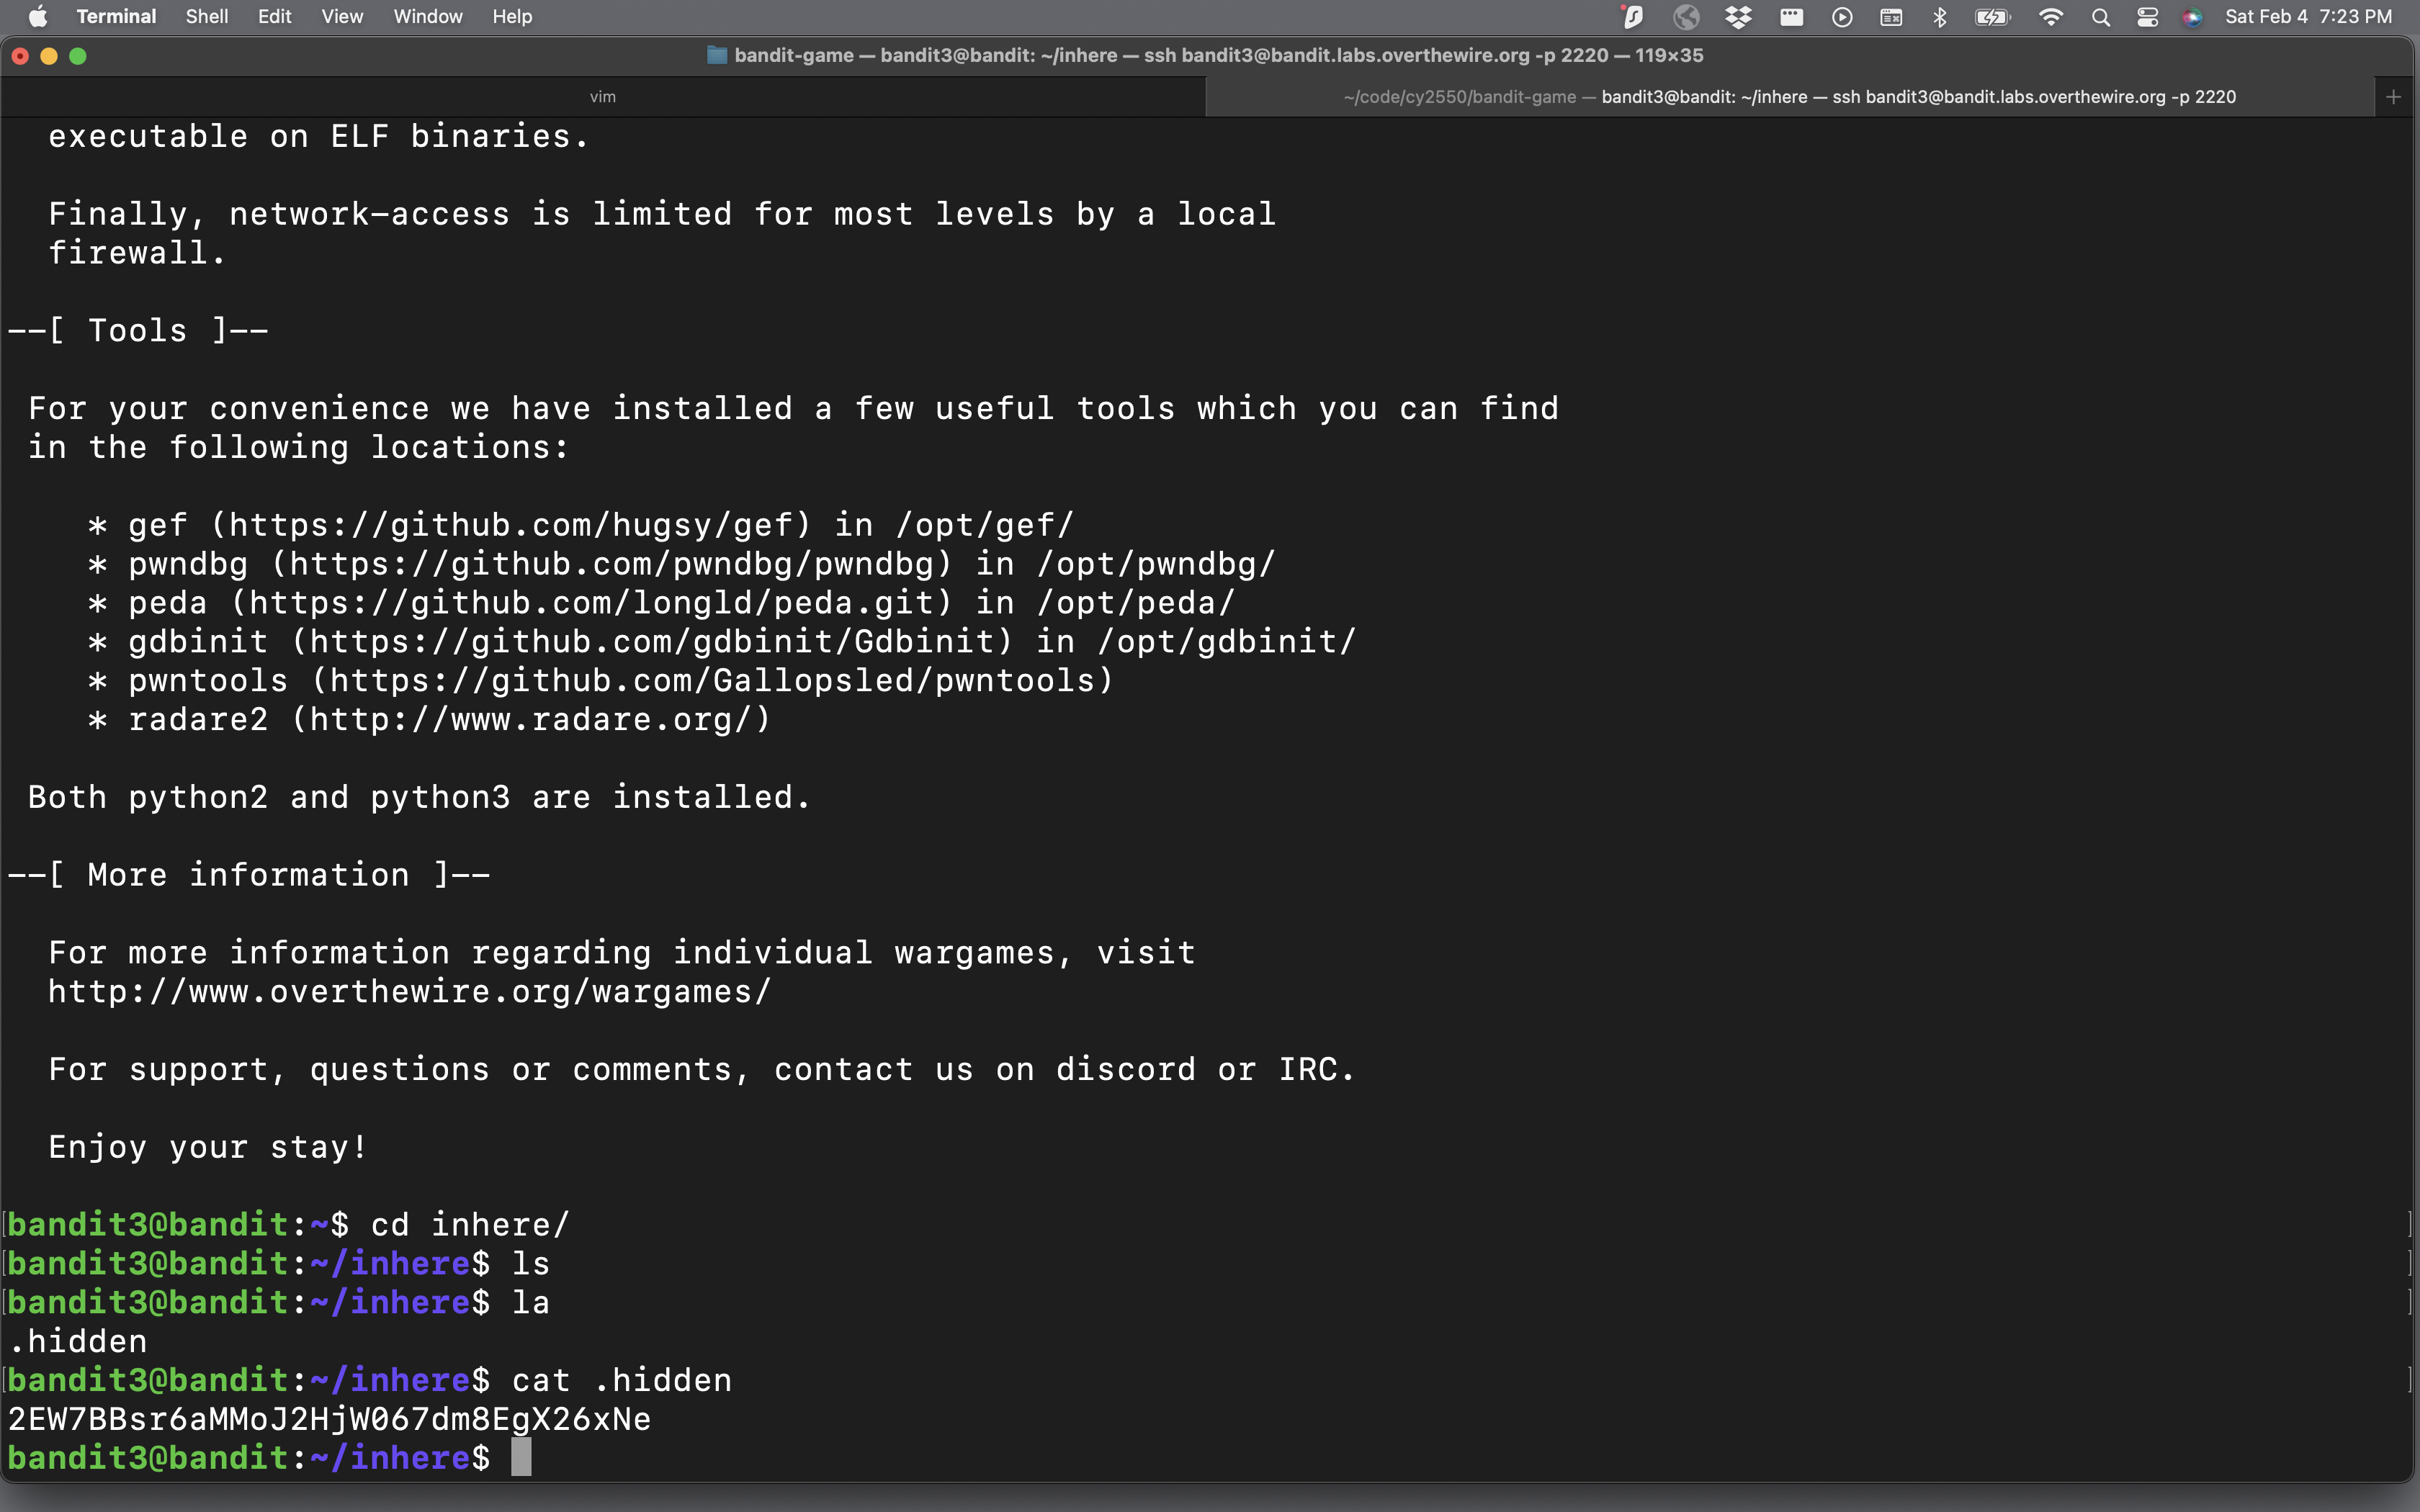 Terminal Shell Edit View Window Help Sat Feb 4 7:23 PM
bandit-game — bandit3@bandit: ~/inhere — ssh bandit3@bandit.labs.overthewire.org -p 2220 — 119×35
vim ~/code/cy2550/bandit-game — bandit3@bandit: ~/inhere — ssh bandit3@bandit.labs.overthewire.org -p 2220 +
executable on ELF binaries.
Finally, network-access is limited for most levels by a local
firewall.
--[ Tools ]--
For your convenience we have installed a few useful tools which you can find
in the following locations:
* gef (https://github.com/hugsy/gef) in /opt/gef/
* pwndbg (https://github.com/pwndbg/pwndbg) in /opt/pwndbg/
* peda (https://github.com/longld/peda.git) in /opt/peda/
* gdbinit (https://github.com/gdbinit/Gdbinit) in /opt/gdbinit/
* pwntools (https://github.com/Gallopsled/pwntools)
* radare2 (http://www.radare.org/)
Both python2 and python3 are installed.
--[ More information ]--
For more information regarding individual wargames, visit
http://www.overthewire.org/wargames/
For support, questions or comments, contact us on discord or IRC.
Enjoy your stay!
[bandit3@bandit:~$ cd inhere/ ]
[bandit3@bandit:~/inhere$ ls ]
[bandit3@bandit:~/inhere$ la ]
.hidden
[bandit3@bandit:~/inhere$ cat .hidden ]
2EW7BBsr6aMMoJ2HjW067dm8EgX26xNe
bandit3@bandit:~/inhere$